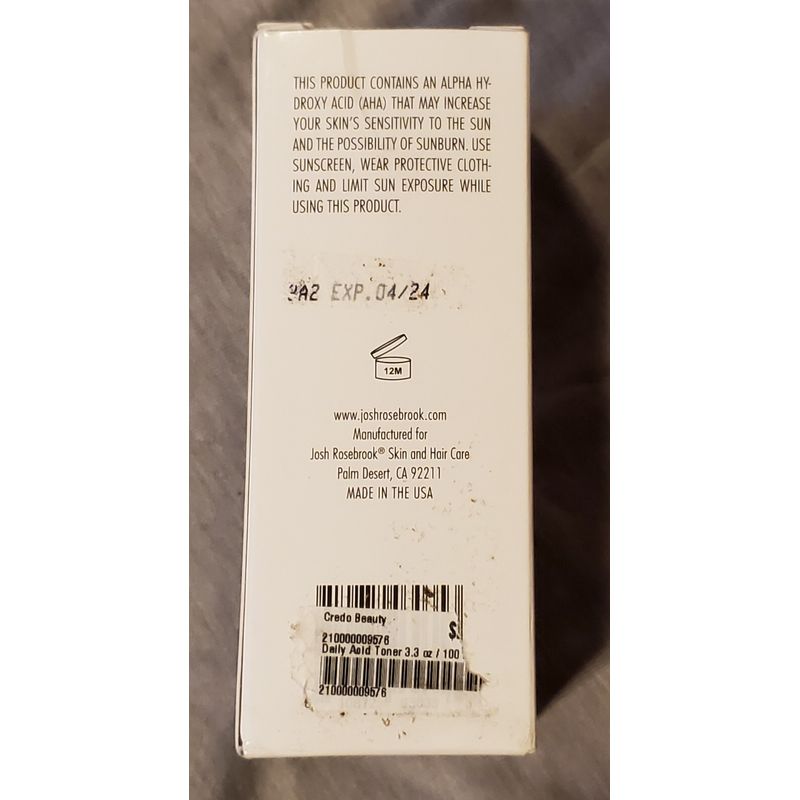 THIS PRODUCT CONTAINS AN ALPHA HY-
DROXY ACID (AHA) THAT MAY INCREASE
YOUR SKIN'S SENSITIVITY TO THE SUN
AND THE POSSIBILITY OF SUNBURN. USE
SUNSCREEN, WEAR PROTECTIVE CLOTH-
ING AND LIMIT SUN EXPOSURE WHILE
USING THIS PRODUCT.
EXP.04/24
12M
www.joshrosebrook.com
Manufactured for
Josh Rosebrook® Skin and Hair Care
Palm Desert, CA 92211
MADE IN THE USA
Credo Beauty
$
210000009576
Daily Acid Toner 3.3 oz / 100
210000009576